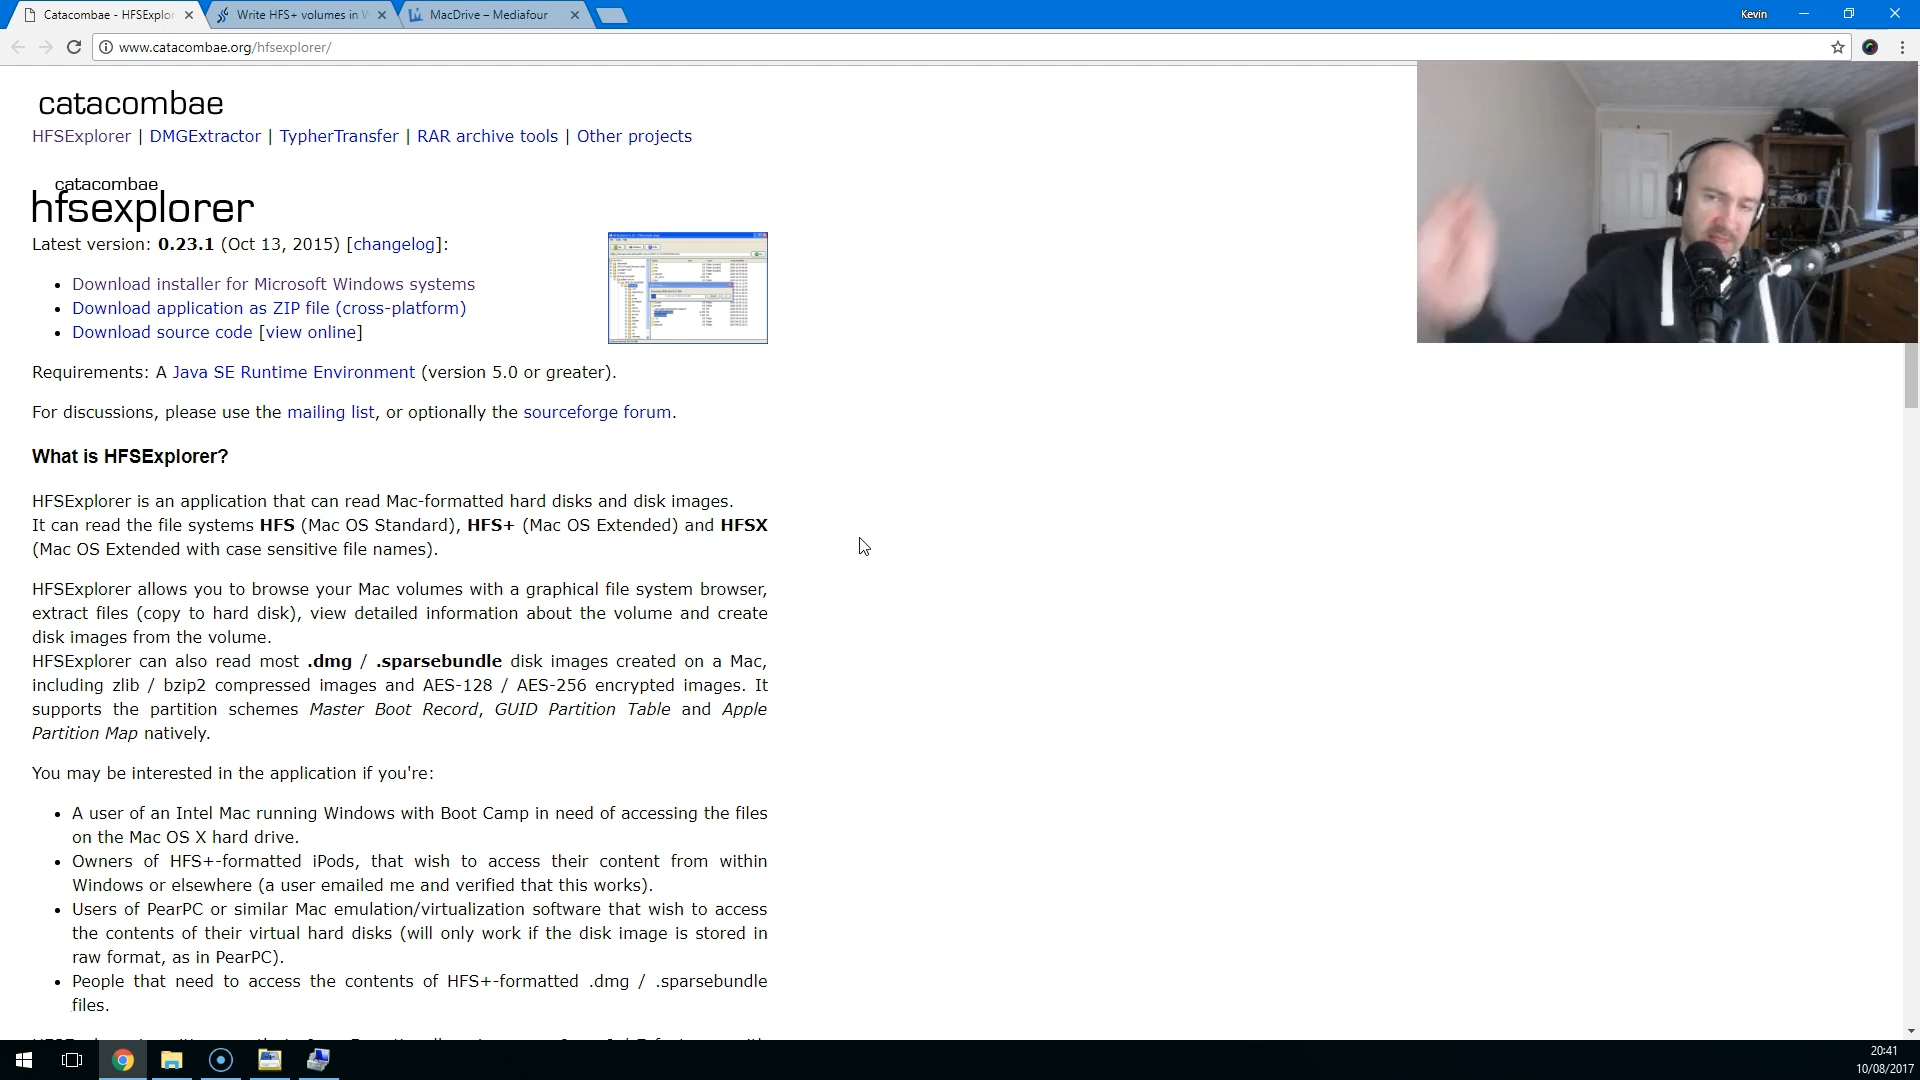 Catacombae - HFSExplor
Write HFS+ volumes in W
MacDrive – Mediafour
Kevin
www.catacombae.org/hfsexplorer/
catacombae
HFSExplorer | DMGExtractor | TypherTransfer | RAR archive tools | Other projects
catacombae
hfsexplorer
Latest version: 0.23.1 (Oct 13, 2015) [changelog]:
• Download installer for Microsoft Windows systems
• Download application as ZIP file (cross-platform)
• Download source code [view online]
Requirements: A Java SE Runtime Environment (version 5.0 or greater).
For discussions, please use the mailing list, or optionally the sourceforge forum.
What is HFSExplorer?
HFSExplorer is an application that can read Mac-formatted hard disks and disk images.
It can read the file systems HFS (Mac OS Standard), HFS+ (Mac OS Extended) and HFSX
(Mac OS Extended with case sensitive file names).
HFSExplorer allows you to browse your Mac volumes with a graphical file system browser,
extract files (copy to hard disk), view detailed information about the volume and create
disk images from the volume.
HFSExplorer can also read most .dmg / .sparsebundle disk images created on a Mac,
including zlib / bzip2 compressed images and AES-128 / AES-256 encrypted images. It
supports the partition schemes Master Boot Record, GUID Partition Table and Apple
Partition Map natively.
You may be interested in the application if you're:
• A user of an Intel Mac running Windows with Boot Camp in need of accessing the files
on the Mac OS X hard drive.
• Owners of HFS+-formatted iPods, that wish to access their content from within
Windows or elsewhere (a user emailed me and verified that this works).
• Users of PearPC or similar Mac emulation/virtualization software that wish to access
the contents of their virtual hard disks (will only work if the disk image is stored in
raw format, as in PearPC).
• People that need to access the contents of HFS+-formatted .dmg / .sparsebundle
files.
20:41
10/08/2017